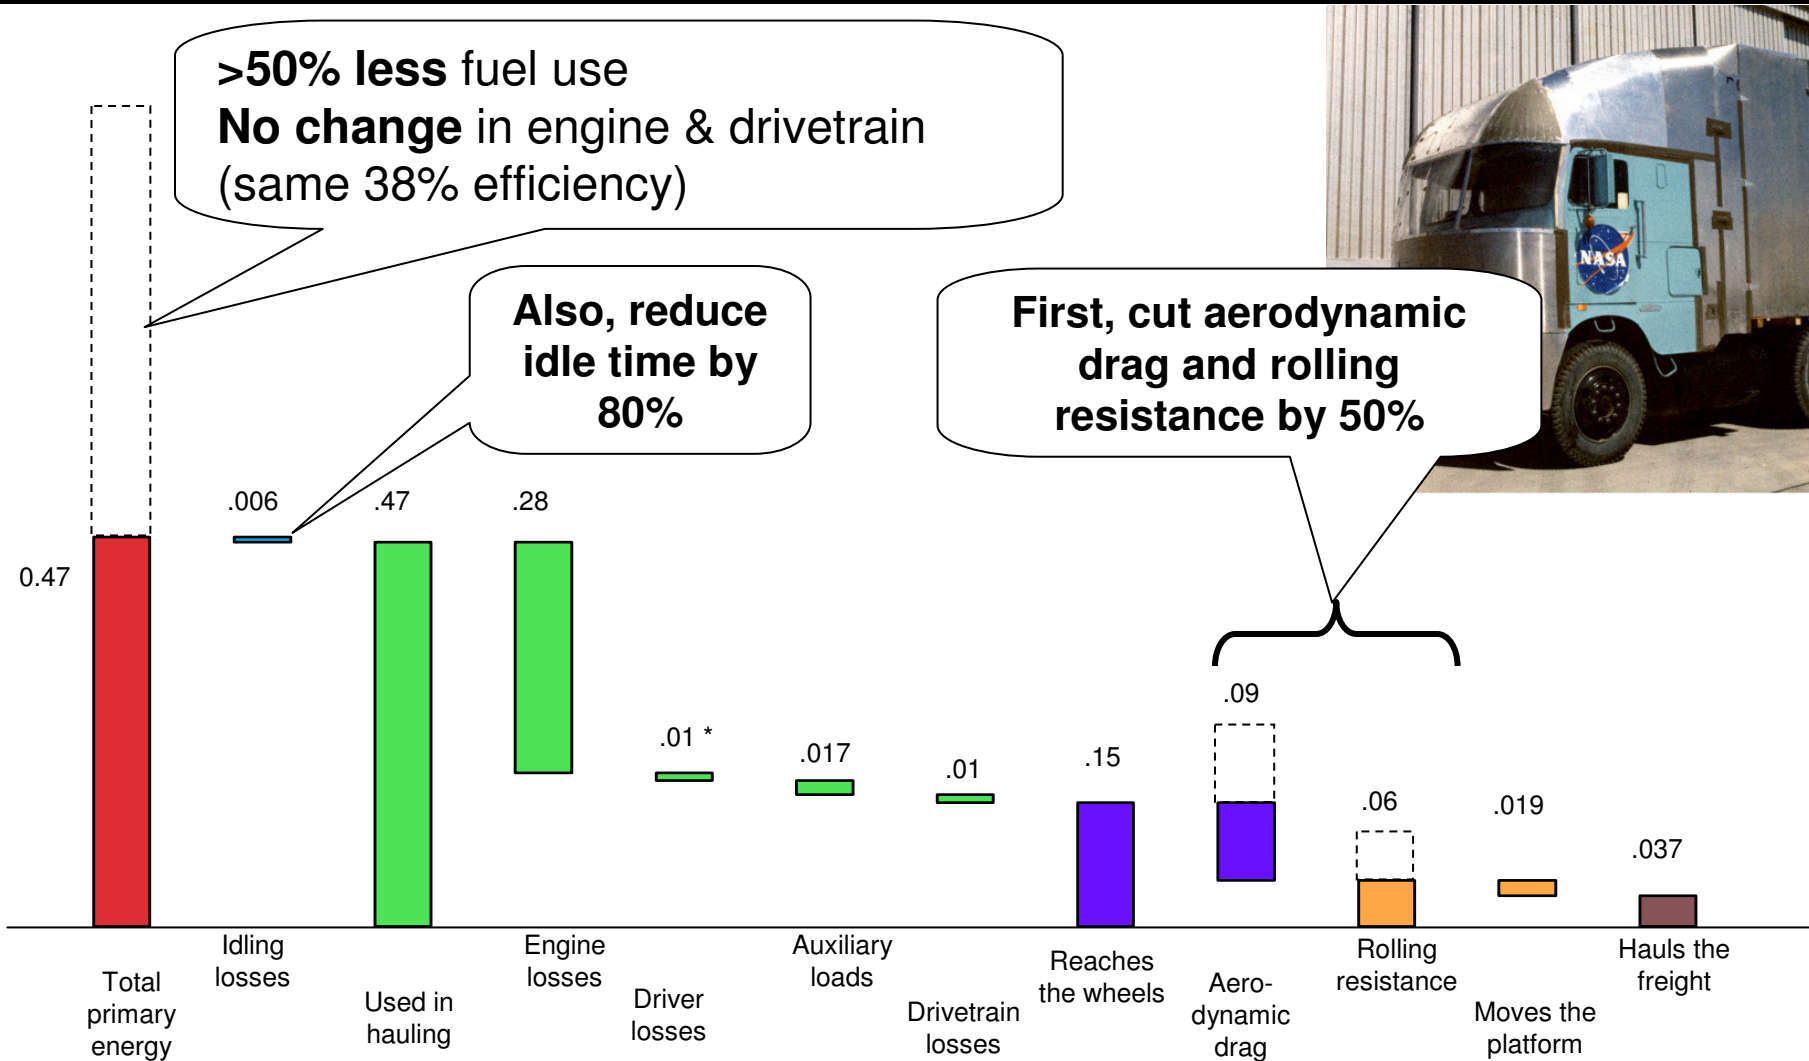 >50% less fuel use
No change in engine & drivetrain
(same 38% efficiency)
NASA
Also, reduce
idle time by
80%
First, cut aerodynamic
drag and rolling
resistance by 50%
.006
.47
.28
0.47
.09
.01 *
.017
.01
.15
.06
.019
.037
Total
primary
energy
Idling
losses
Used in
hauling
Engine
losses
Driver
losses
Auxiliary
loads
Drivetrain
losses
Reaches
the wheels
Aero-
dynamic
drag
Rolling
resistance
Moves the
platform
Hauls the
freight